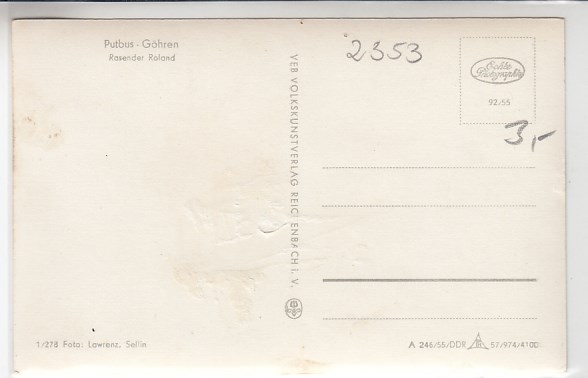 Putbus - Göhren
Rasender Roland
VEB VOLKSKUNSTVERLAG REICHENBACH i. V.
2353
Echte
Photographie
92/55
3,-
1/278 Foto: Lawrenz, Sellin
A 246/55/DDR 57/974/4